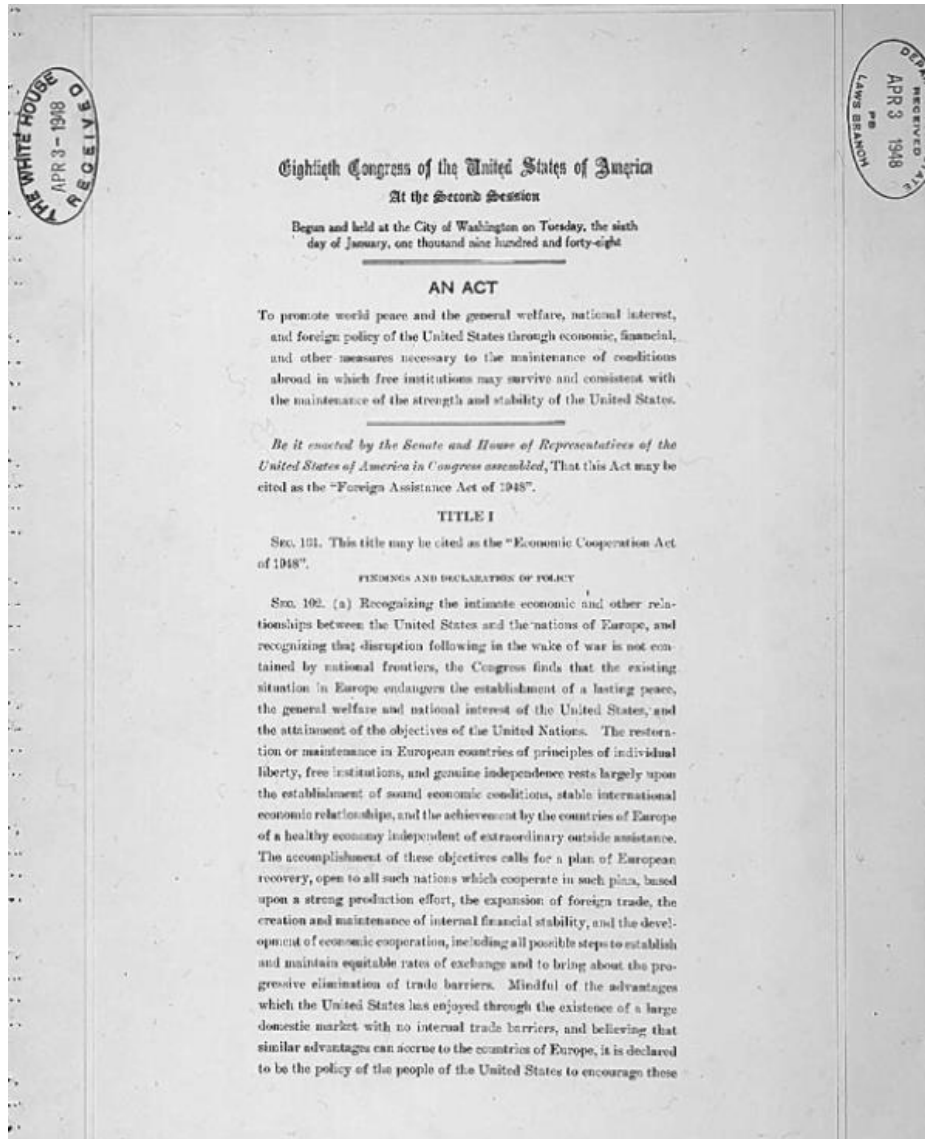 THE WHITE HOUSE
APR 3 - 1948
RECEIVED
DEPA
RECEIVED
APR 3 1948
PB
LAWS BRANCH
TATE
Eightieth Congress of the United States of America
At the Second Session
Begun and held at the City of Washington on Tuesday, the sixth
day of January, one thousand nine hundred and forty-eight
AN ACT
To promote world peace and the general welfare, national interest,
and foreign policy of the United States through economic, financial,
and other measures necessary to the maintenance of conditions
abroad in which free institutions may survive and consistent with
the maintenance of the strength and stability of the United States.
Be it enacted by the Senate and House of Representatives of the
United States of America in Congress assembled, That this Act may be
cited as the "Foreign Assistance Act of 1948".
TITLE I
SEC. 101. This title may be cited as the "Economic Cooperation Act
of 1948".
FINDINGS AND DECLARATION OF POLICY
SEC. 102. (a) Recognizing the intimate economic and other rela-
tionships between the United States and the nations of Europe, and
recognizing that disruption following in the wake of war is not con-
tained by national frontiers, the Congress finds that the existing
situation in Europe endangers the establishment of a lasting peace,
the general welfare and national interest of the United States, and
the attainment of the objectives of the United Nations. The restora-
tion or maintenance in European countries of principles of individual
liberty, free institutions, and genuine independence rests largely upon
the establishment of sound economic conditions, stable international
economic relationships, and the achievement by the countries of Europe
of a healthy economy independent of extraordinary outside assistance.
The accomplishment of these objectives calls for a plan of European
recovery, open to all such nations which cooperate in such plan, based
upon a strong production effort, the expansion of foreign trade, the
creation and maintenance of internal financial stability, and the devel-
opment of economic cooperation, including all possible steps to establish
and maintain equitable rates of exchange and to bring about the pro-
gressive elimination of trade barriers. Mindful of the advantages
which the United States has enjoyed through the existence of a large
domestic market with no internal trade barriers, and believing that
similar advantages can accrue to the countries of Europe, it is declared
to be the policy of the people of the United States to encourage these